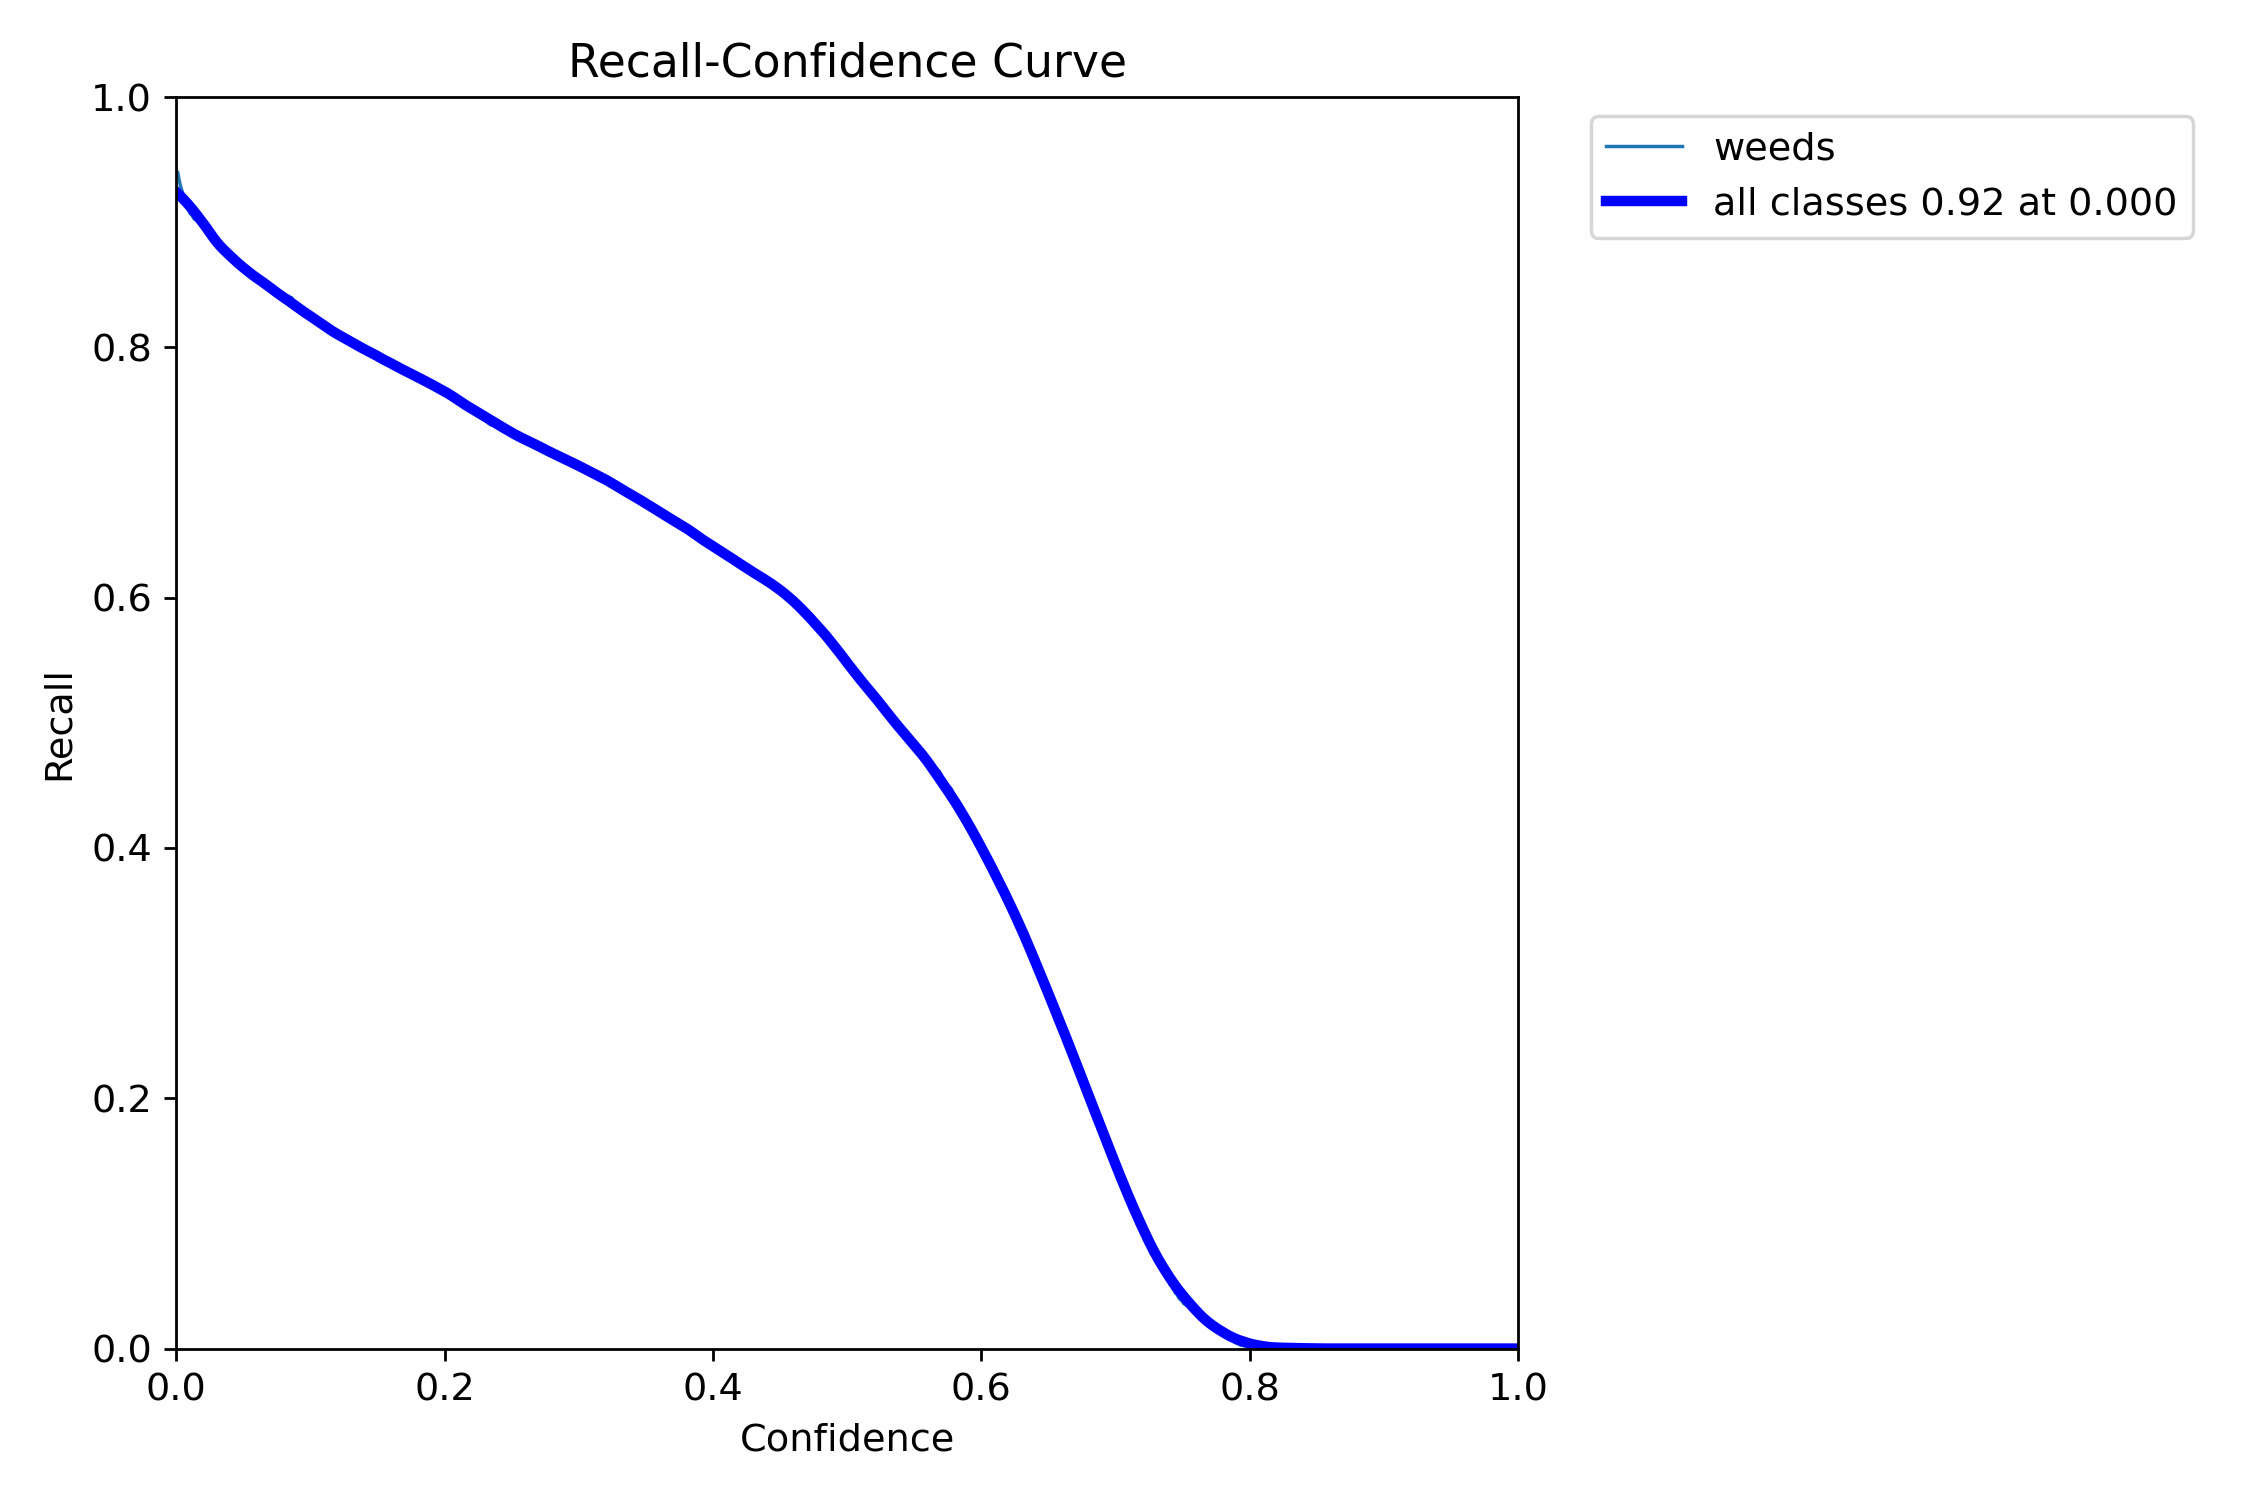 Recall-Confidence Curve
1.0
0.8
0.6
0.4
0.2
0.0
Recall
0.0 0.2 0.4 0.6 0.8 1.0
Confidence
weeds
all classes 0.92 at 0.000